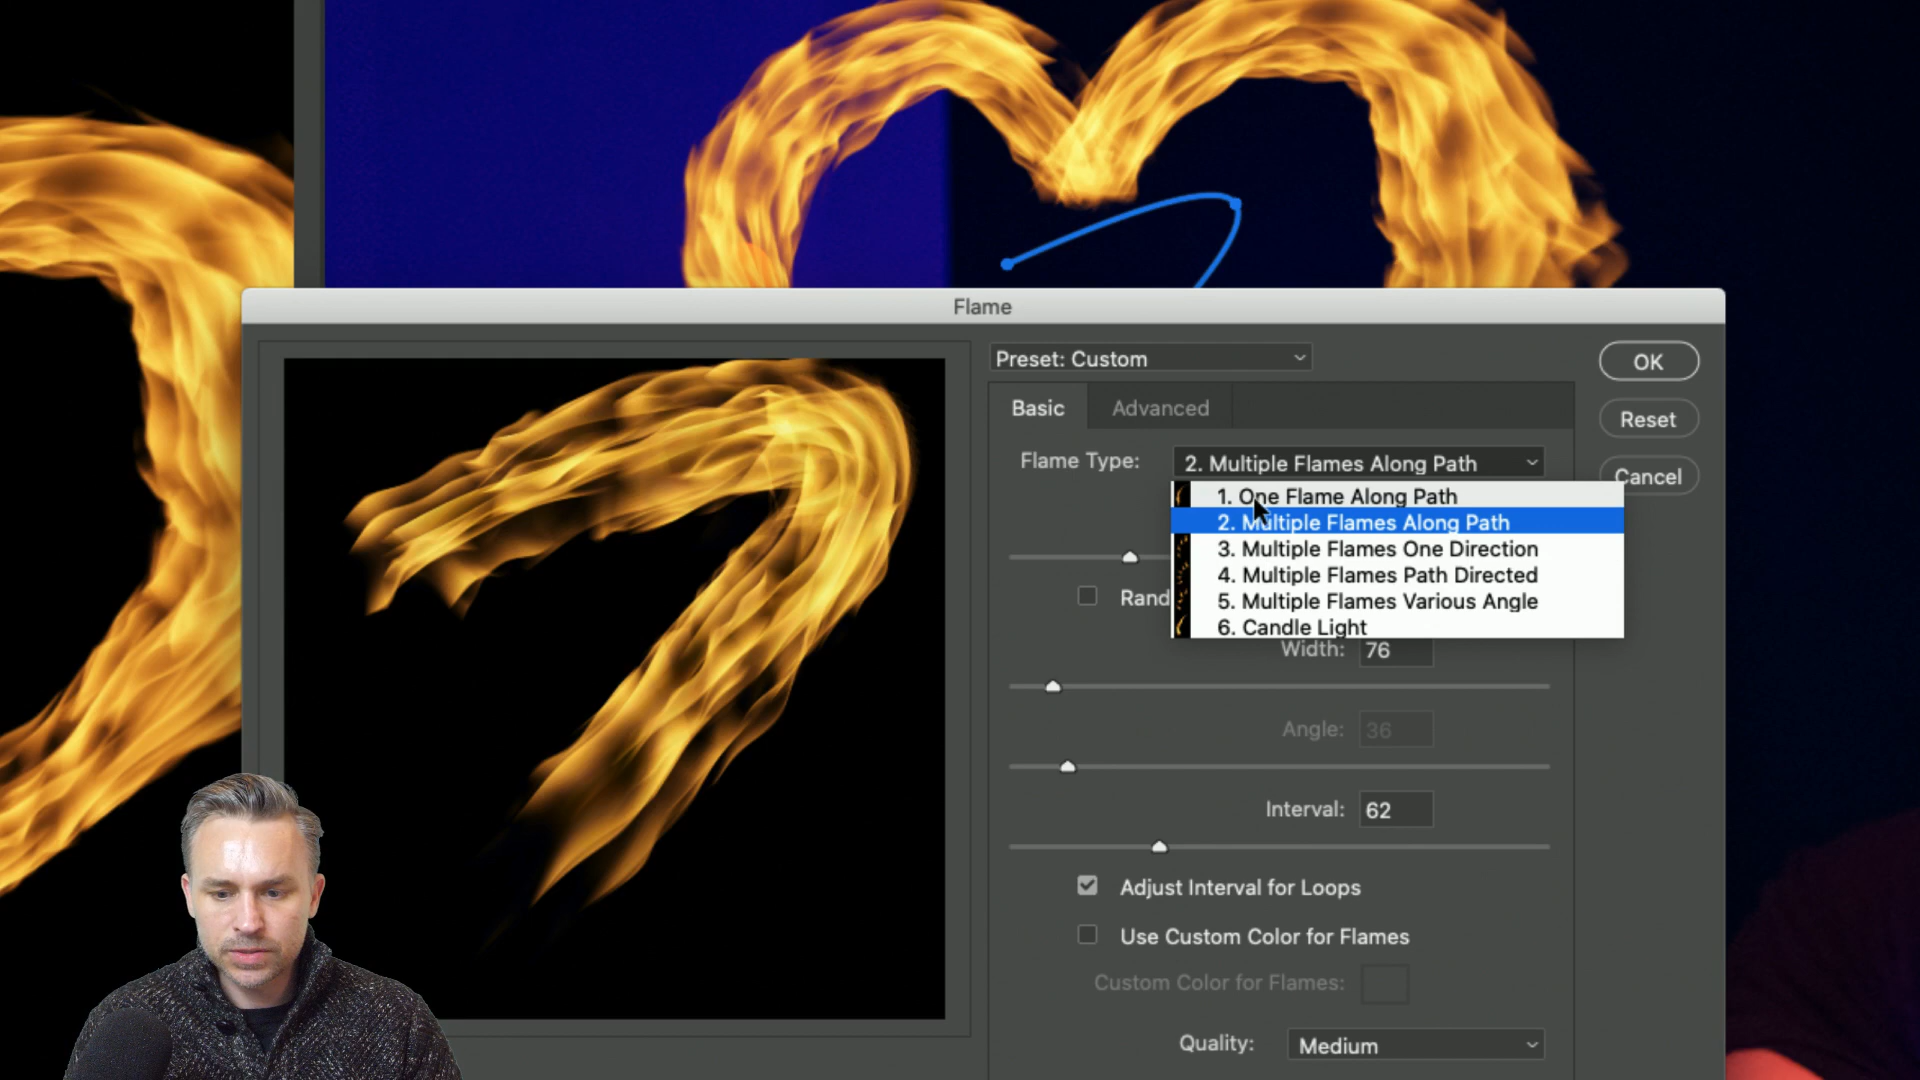 Flame
Preset: Custom
OK
Basic
Advanced
Reset
Flame Type:
2. Multiple Flames Along Path
Cancel
1. One Flame Along Path
2. Multiple Flames Along Path
3. Multiple Flames One Direction
4. Multiple Flames Path Directed
5. Multiple Flames Various Angle
6. Candle Light
Rand
Width: 76
Angle: 36
Interval: 62
Adjust Interval for Loops
Use Custom Color for Flames
Custom Color for Flames:
Quality: Medium